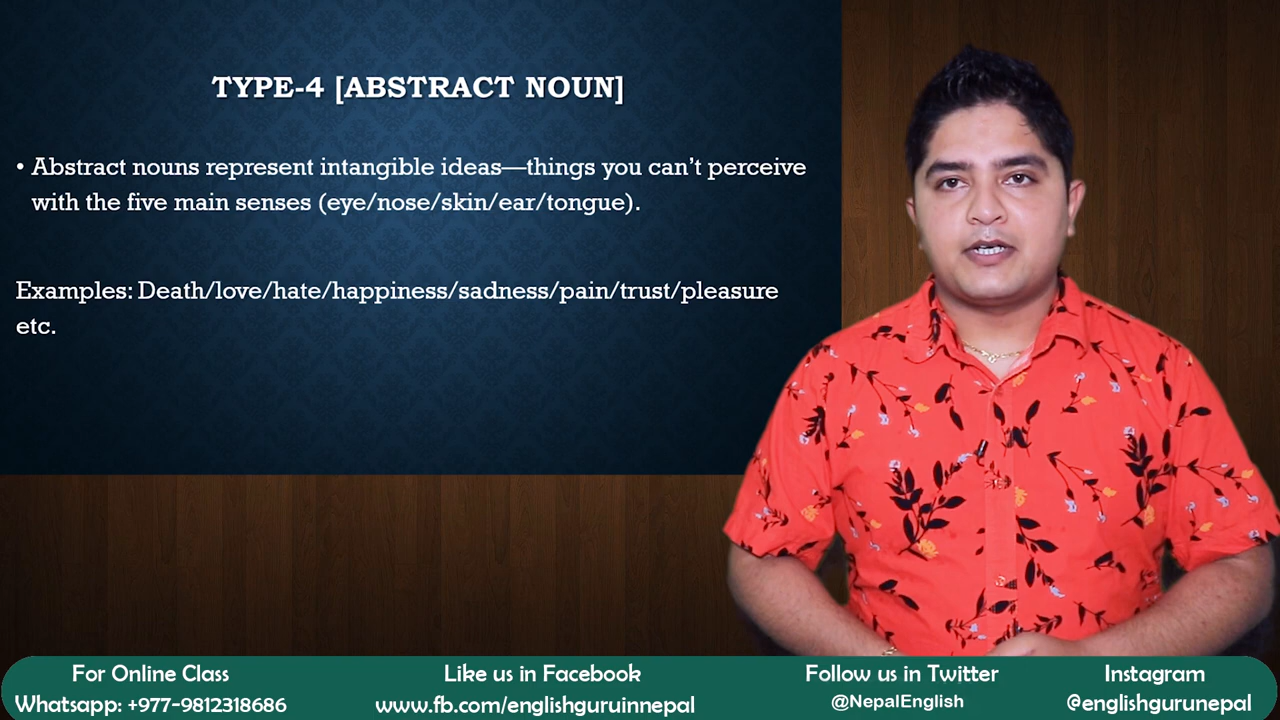 TYPE-4 [ABSTRACT NOUN]
• Abstract nouns represent intangible ideas—things you can’t perceive
with the five main senses (eye/nose/skin/ear/tongue).
Examples: Death/love/hate/happiness/sadness/pain/trust/pleasure
etc.
For Online Class
Whatsapp: +977-9812318686
Like us in Facebook
www.fb.com/englishguruinnepal
Follow us in Twitter
@NepalEnglish
Instagram
@englishgurunepal